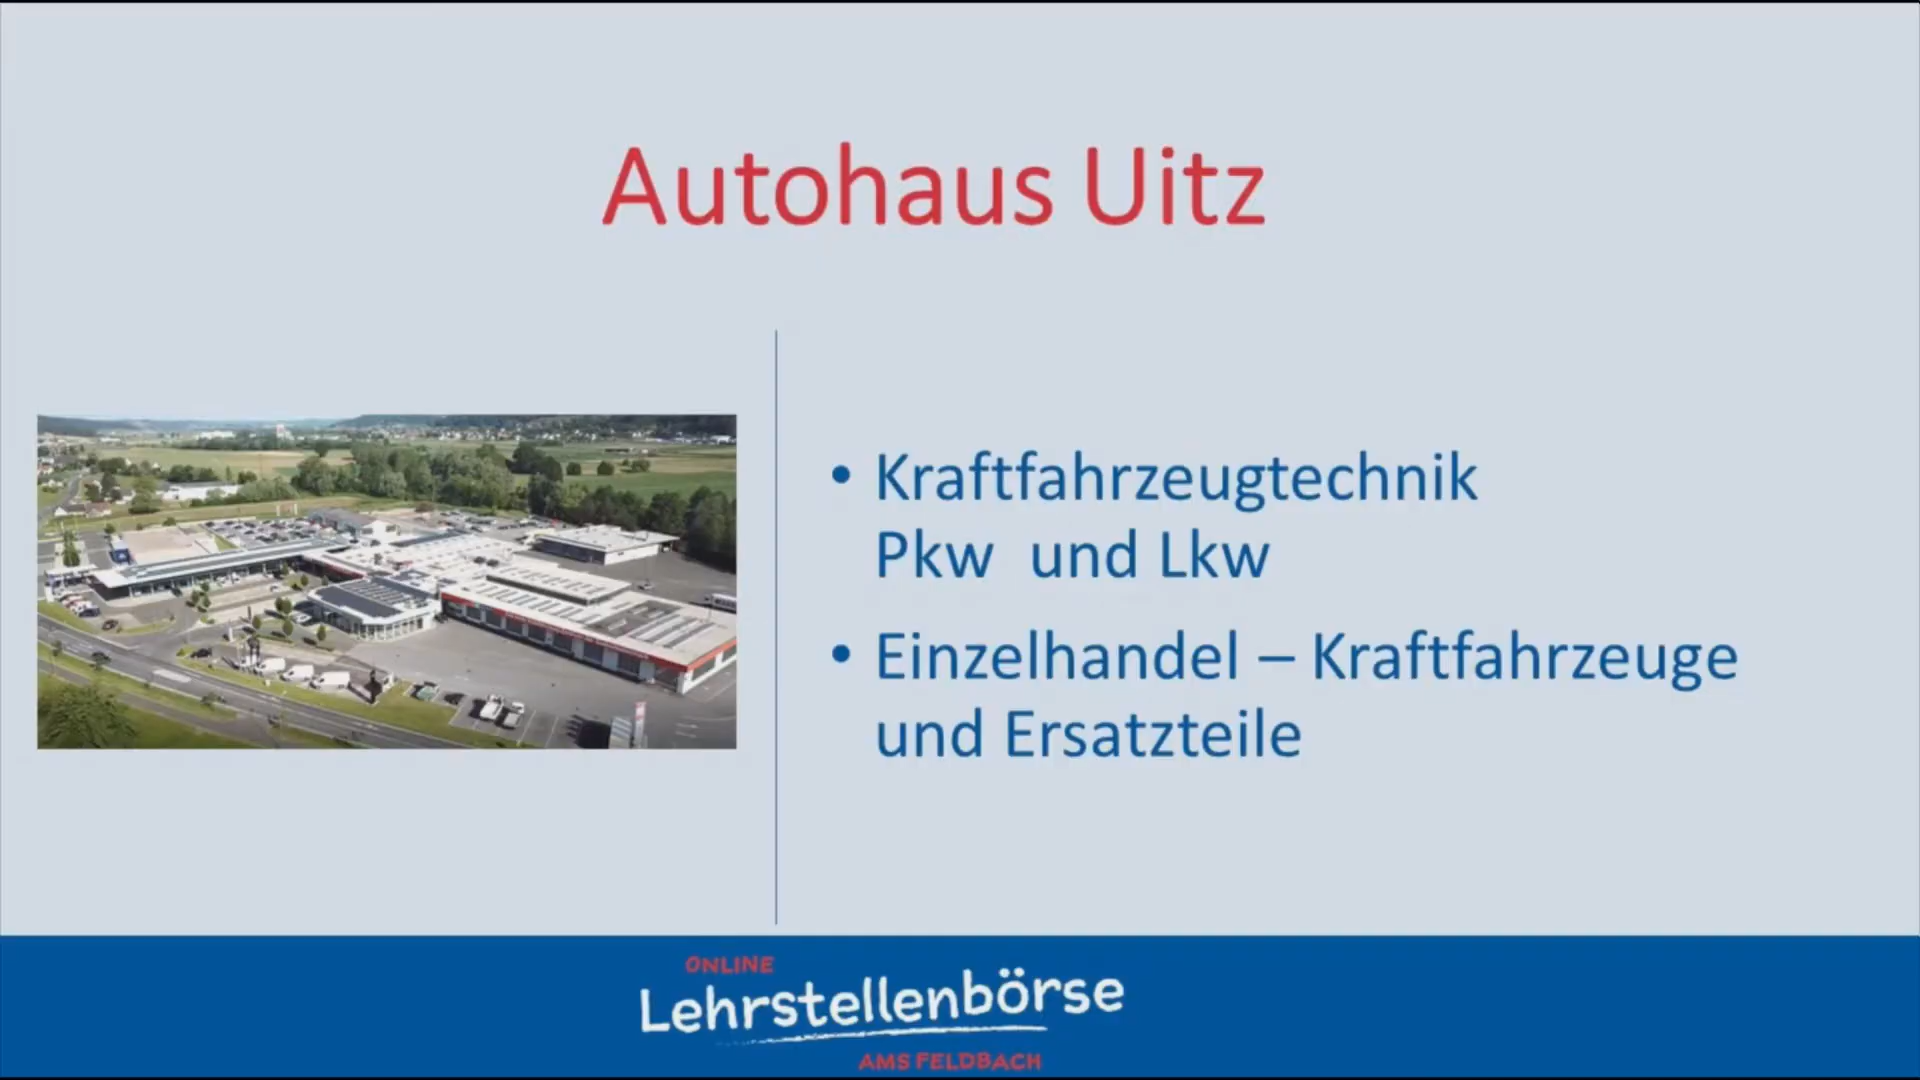 Autohaus Uitz
• Kraftfahrzeugtechnik
Pkw und Lkw
• Einzelhandel – Kraftfahrzeuge
und Ersatzteile
ONLINE
Lehrstellenbörse
AMS FELDBACH